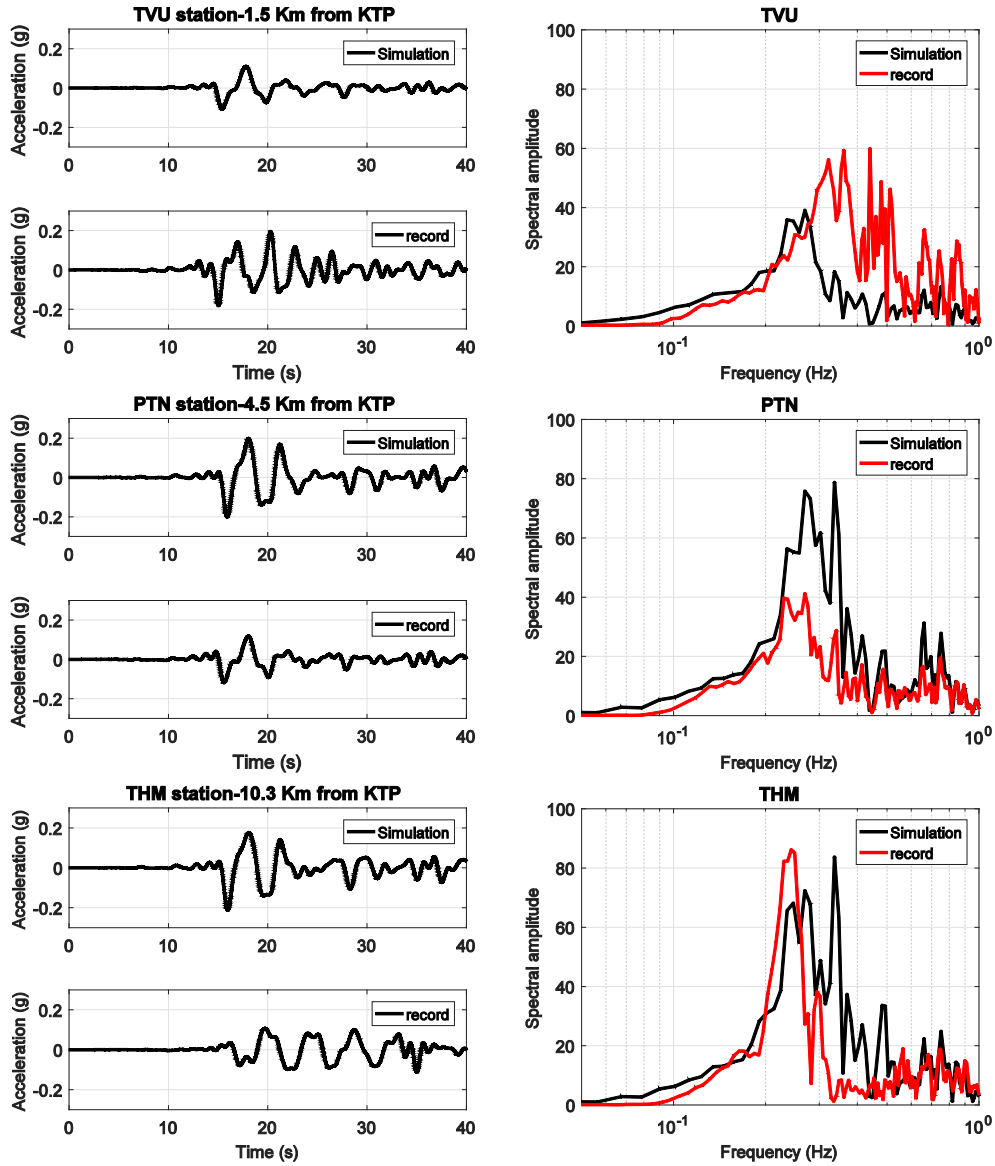 TVU station-1.5 Km from KTP
Acceleration (g)
0.2
0
-0.2
Simulation
0 10 20 30 40
Acceleration (g)
0.2
0
-0.2
record
0 10 20 30 40
Time (s)
TVU
Spectral amplitude
100
80
60
40
20
0
Simulation
record
10-1 100
Frequency (Hz)
PTN station-4.5 Km from KTP
Acceleration (g)
0.2
0
-0.2
Simulation
0 10 20 30 40
Acceleration (g)
0.2
0
-0.2
record
0 10 20 30 40
Time (s)
PTN
Spectral amplitude
100
80
60
40
20
0
Simulation
record
10-1 100
Frequency (Hz)
THM station-10.3 Km from KTP
Acceleration (g)
0.2
0
-0.2
Simulation
0 10 20 30 40
Acceleration (g)
0.2
0
-0.2
record
0 10 20 30 40
Time (s)
THM
Spectral amplitude
100
80
60
40
20
0
Simulation
record
10-1 100
Frequency (Hz)